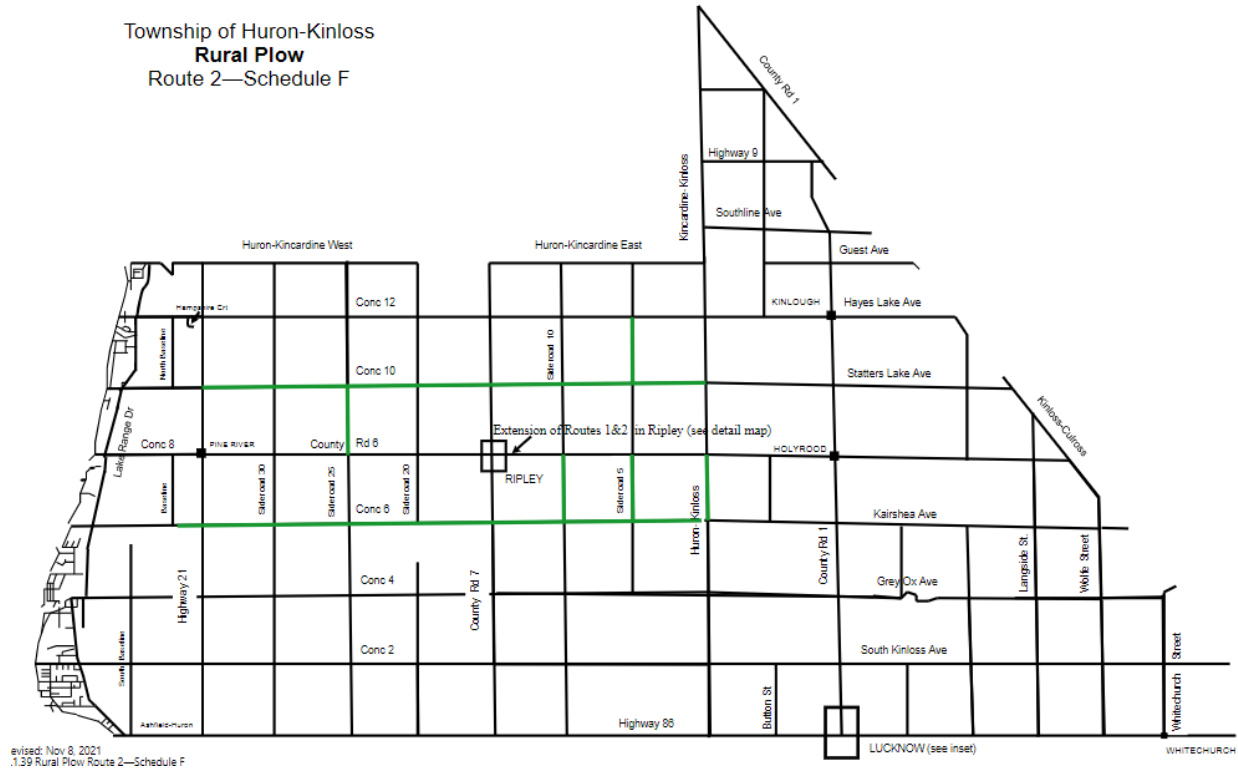 Township of Huron-Kinloss
Rural Plow
Route 2—Schedule F
County Rd 1
Highway 9
Kincardine-Kinloss
Southline Ave
Huron-Kincardine West
Huron-Kincardine East
Guest Ave
Hampshire Crt
Conc 12
KINLOUGH
Hayes Lake Ave
North Baseline
Sideroad 10
Conc 10
Statters Lake Ave
Lake Range Dr
Kinloss-Culross
Extension of Routes 1&2 in Ripley (see detail map)
Conc 8
PINE RIVER
County Rd 6
HOLYROOD
RIPLEY
Baseline
Sideroad 30
Sideroad 25
Sideroad 20
Sideroad 5
Huron-Kinloss
Conc 6
Kairshea Ave
Highway 21
Conc 4
County Rd 7
County Rd 1
Grey Ox Ave
Langside St.
Wolfe Street
South Baseline
Conc 2
South Kinloss Ave
Whitechurch Street
Button St
Ashfield-Huron
Highway 86
LUCKNOW (see inset)
WHITECHURCH
evised: Nov 8, 2021
.1.39 Rural Plow Route 2—Schedule F